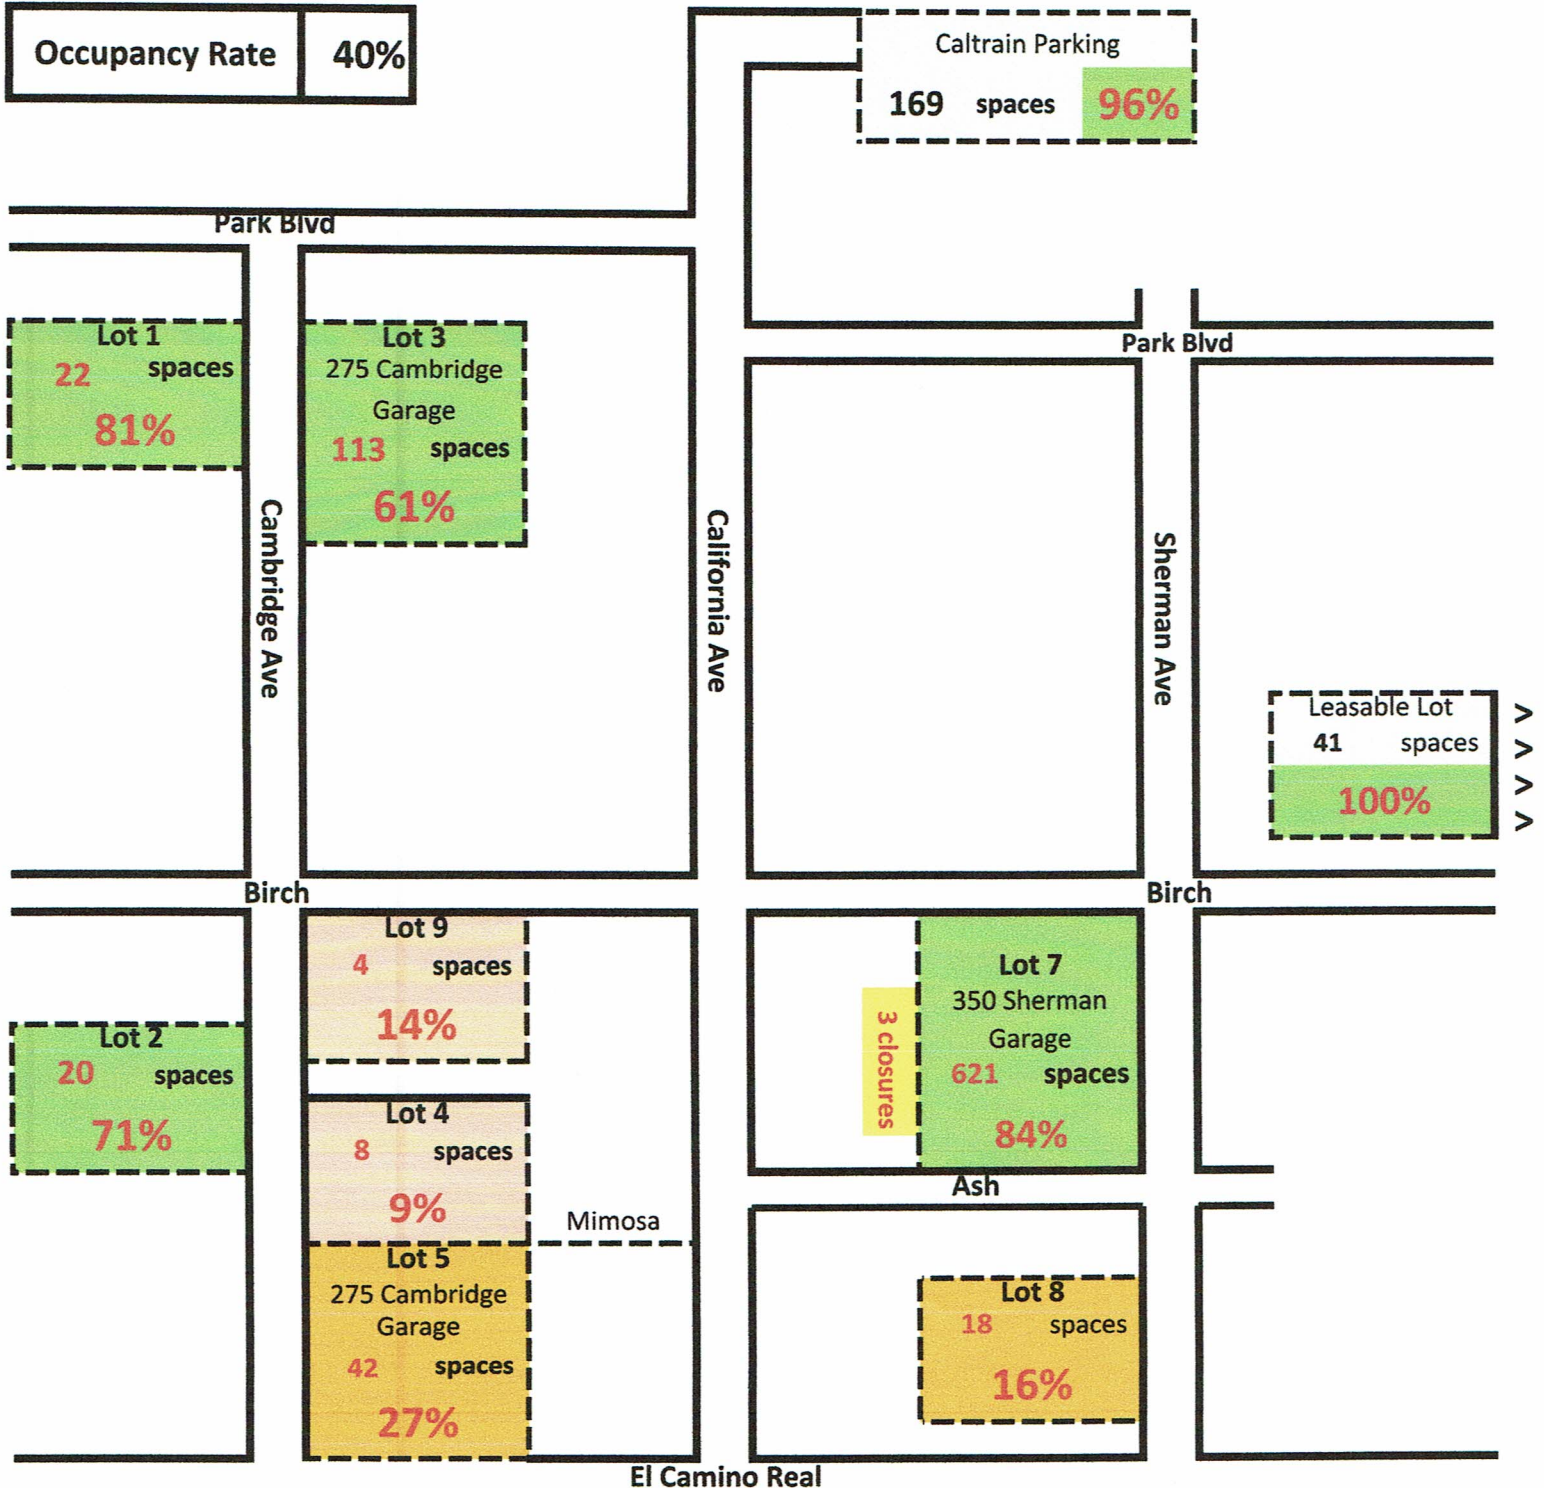 Occupancy Rate 40%
Caltrain Parking
169 spaces 96%
Park Blvd
Park Blvd
Lot 1
22 spaces
81%
Lot 3
275 Cambridge
Garage
113 spaces
61%
Cambridge Ave
California Ave
Sherman Ave
Leasable Lot
41 spaces
100%
>
>
>
>
Birch
Birch
Lot 9
4 spaces
14%
Lot 2
20 spaces
71%
Lot 4
8 spaces
9%
Mimosa
Lot 5
275 Cambridge
Garage
42 spaces
27%
3 closures
Lot 7
350 Sherman
Garage
621 spaces
84%
Ash
Lot 8
18 spaces
16%
El Camino Real